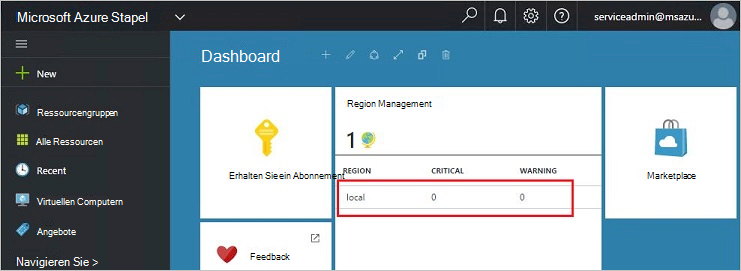 Microsoft Azure Stapel
serviceadmin@msazu...
New
Ressourcengruppen
Alle Ressourcen
Recent
Virtuellen Computern
Angebote
Navigieren Sie >
Dashboard
Erhalten Sie ein Abonnement
Feedback
Region Management
1
REGION CRITICAL WARNING
local 0 0
Marketplace